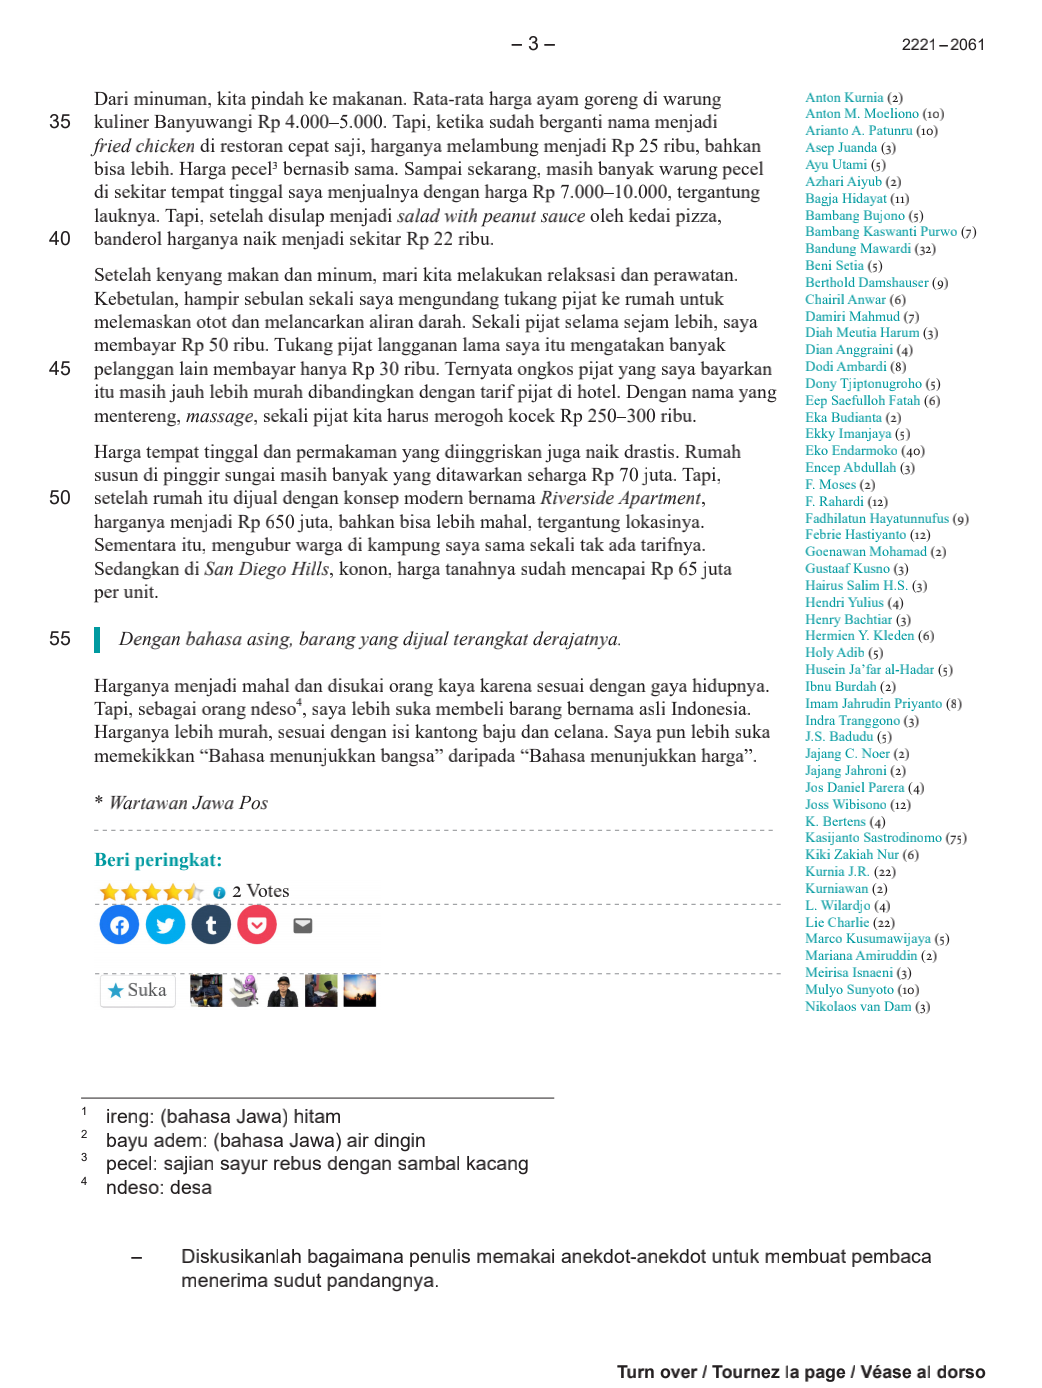 – 3 –
2221 – 2061
Dari minuman, kita pindah ke makanan. Rata-rata harga ayam goreng di warung
35 kuliner Banyuwangi Rp 4.000–5.000. Tapi, ketika sudah berganti nama menjadi
fried chicken di restoran cepat saji, harganya melambung menjadi Rp 25 ribu, bahkan
bisa lebih. Harga pecel³ bernasib sama. Sampai sekarang, masih banyak warung pecel
di sekitar tempat tinggal saya menjualnya dengan harga Rp 7.000–10.000, tergantung
lauknya. Tapi, setelah disulap menjadi salad with peanut sauce oleh kedai pizza,
40 banderol harganya naik menjadi sekitar Rp 22 ribu.
Setelah kenyang makan dan minum, mari kita melakukan relaksasi dan perawatan.
Kebetulan, hampir sebulan sekali saya mengundang tukang pijat ke rumah untuk
melemaskan otot dan melancarkan aliran darah. Sekali pijat selama sejam lebih, saya
membayar Rp 50 ribu. Tukang pijat langganan lama saya itu mengatakan banyak
45 pelanggan lain membayar hanya Rp 30 ribu. Ternyata ongkos pijat yang saya bayarkan
itu masih jauh lebih murah dibandingkan dengan tarif pijat di hotel. Dengan nama yang
mentereng, massage, sekali pijat kita harus merogoh kocek Rp 250–300 ribu.
Harga tempat tinggal dan permakaman yang diinggriskan juga naik drastis. Rumah
susun di pinggir sungai masih banyak yang ditawarkan seharga Rp 70 juta. Tapi,
50 setelah rumah itu dijual dengan konsep modern bernama Riverside Apartment,
harganya menjadi Rp 650 juta, bahkan bisa lebih mahal, tergantung lokasinya.
Sementara itu, mengubur warga di kampung saya sama sekali tak ada tarifnya.
Sedangkan di San Diego Hills, konon, harga tanahnya sudah mencapai Rp 65 juta
per unit.
55 Dengan bahasa asing, barang yang dijual terangkat derajatnya.
Harganya menjadi mahal dan disukai orang kaya karena sesuai dengan gaya hidupnya.
Tapi, sebagai orang ndeso⁴, saya lebih suka membeli barang bernama asli Indonesia.
Harganya lebih murah, sesuai dengan isi kantong baju dan celana. Saya pun lebih suka
memekikkan “Bahasa menunjukkan bangsa” daripada “Bahasa menunjukkan harga”.
* Wartawan Jawa Pos
Beri peringkat:
2 Votes
Suka
Anton Kurnia (2)
Anton M. Moeliono (10)
Arianto A. Patunru (10)
Asep Juanda (3)
Ayu Utami (5)
Azhari Aiyub (2)
Bagja Hidayat (11)
Bambang Bujono (5)
Bambang Kaswanti Purwo (7)
Bandung Mawardi (32)
Beni Setia (5)
Berthold Damshauser (9)
Chairil Anwar (6)
Damiri Mahmud (7)
Diah Meutia Harum (3)
Dian Anggraini (4)
Dodi Ambardi (8)
Dony Tjiptonugroho (5)
Eep Saefulloh Fatah (6)
Eka Budianta (2)
Ekky Imanjaya (5)
Eko Endarmoko (40)
Encep Abdullah (3)
F. Moses (2)
F. Rahardi (12)
Fadhilatun Hayatunnufus (9)
Febrie Hastiyanto (12)
Goenawan Mohamad (2)
Gustaaf Kusno (3)
Hairus Salim H.S. (3)
Hendri Yulius (4)
Henry Bachtiar (3)
Hermien Y. Kleden (6)
Holy Adib (5)
Husein Ja’far al-Hadar (5)
Ibnu Burdah (2)
Imam Jahrudin Priyanto (8)
Indra Tranggono (3)
J.S. Badudu (5)
Jajang C. Noer (2)
Jajang Jahroni (2)
Jos Daniel Parera (4)
Joss Wibisono (12)
K. Bertens (4)
Kasijanto Sastrodinomo (75)
Kiki Zakiah Nur (6)
Kurnia J.R. (22)
Kurniawan (2)
L. Wilardjo (4)
Lie Charlie (22)
Marco Kusumawijaya (5)
Mariana Amiruddin (2)
Meirisa Isnaeni (3)
Mulyo Sunyoto (10)
Nikolaos van Dam (3)
1 ireng: (bahasa Jawa) hitam
2 bayu adem: (bahasa Jawa) air dingin
3 pecel: sajian sayur rebus dengan sambal kacang
4 ndeso: desa
– Diskusikanlah bagaimana penulis memakai anekdot-anekdot untuk membuat pembaca
menerima sudut pandangnya.
Turn over / Tournez la page / Véase al dorso